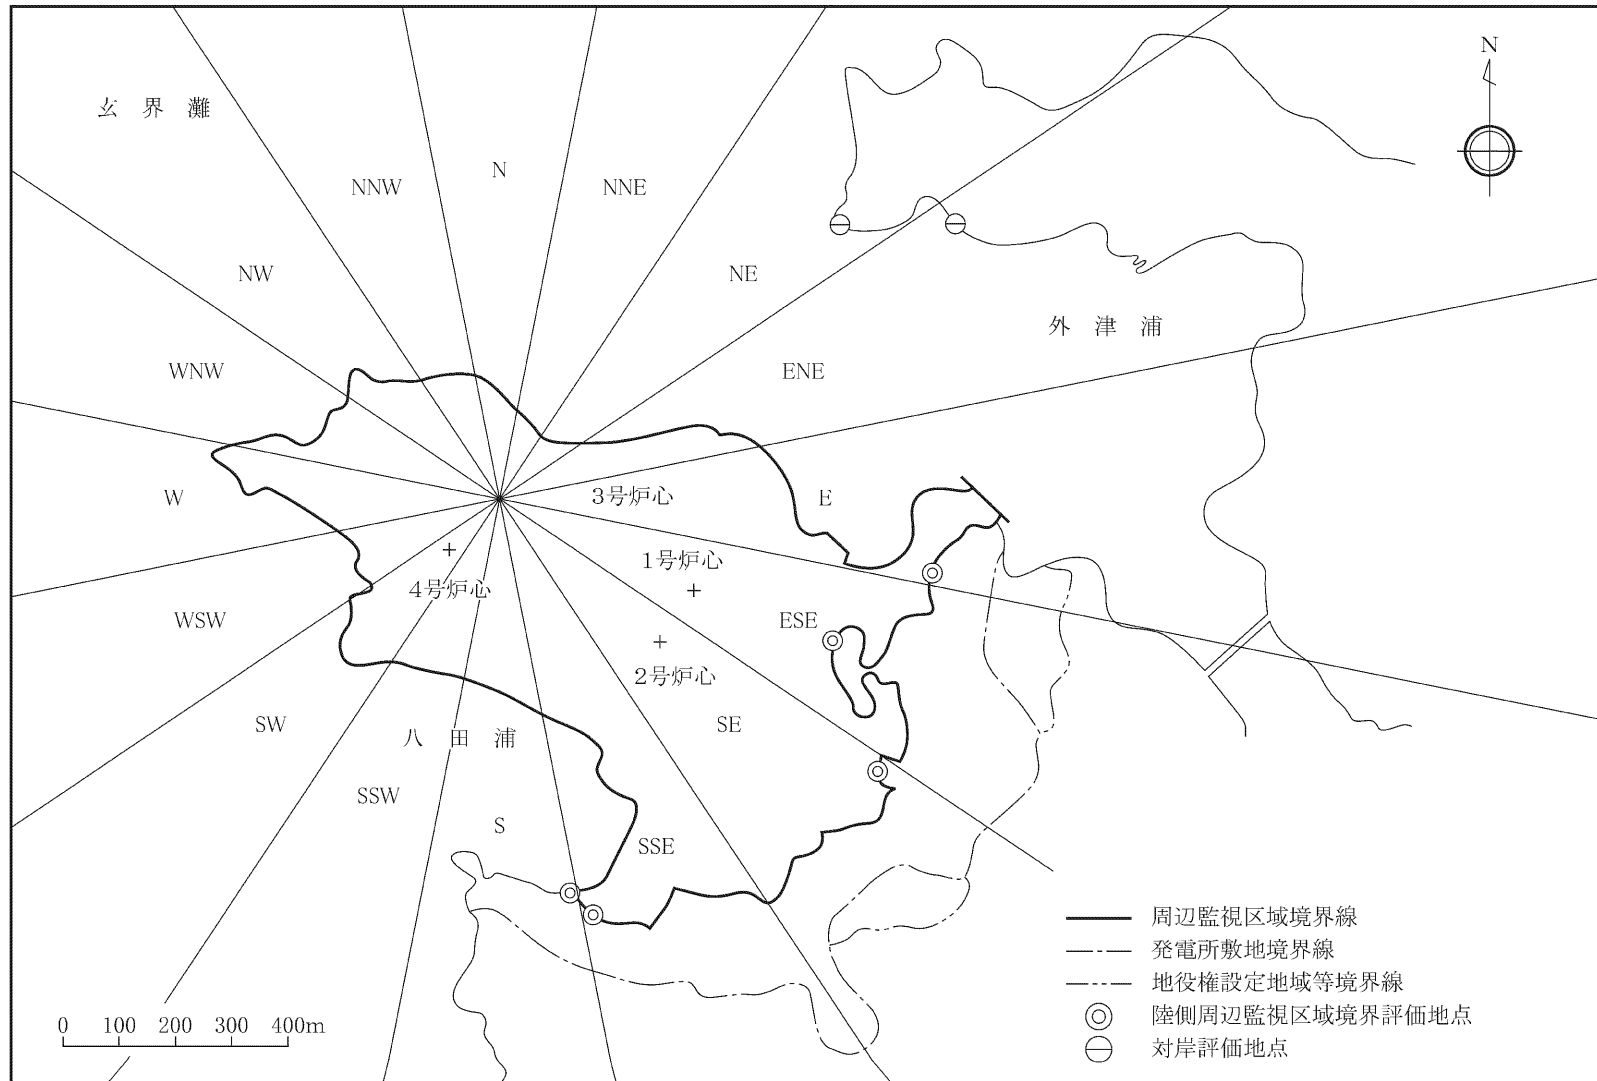 N
玄界灘
N
NNW
NNE
NW
NE
外津浦
WNW
ENE
W
3号炉心
E
1号炉心
4号炉心
WSW
ESE
2号炉心
SW
SE
八田浦
SSW
S
SSE
周辺監視区域境界線
発電所敷地境界線
地役権設定地域等境界線
陸側周辺監視区域境界評価地点
対岸評価地点
0 100 200 300 400m